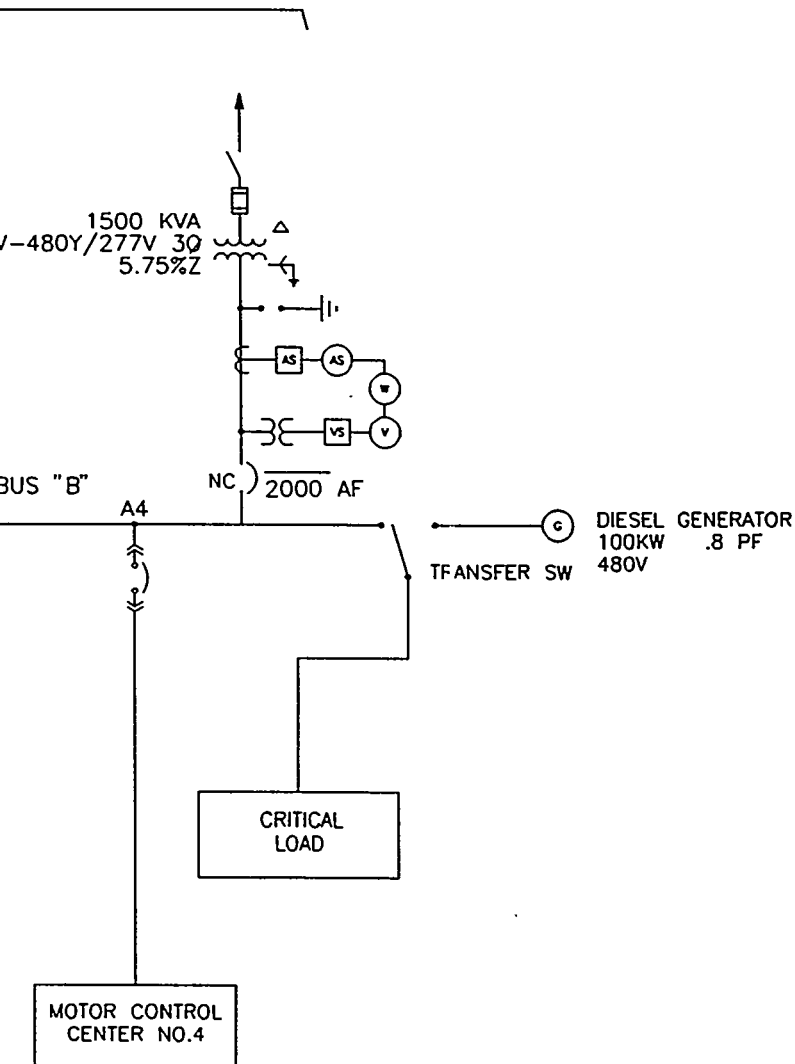 1500 KVA
V-480Y/277V 3Ø
5.75%Z
AS AS
W
VS V
NC 2000 AF
BUS "B"
A4
G DIESEL GENERATOR
100KW .8 PF
480V
TRANSFER SW
CRITICAL
LOAD
MOTOR CONTROL
CENTER NO.4